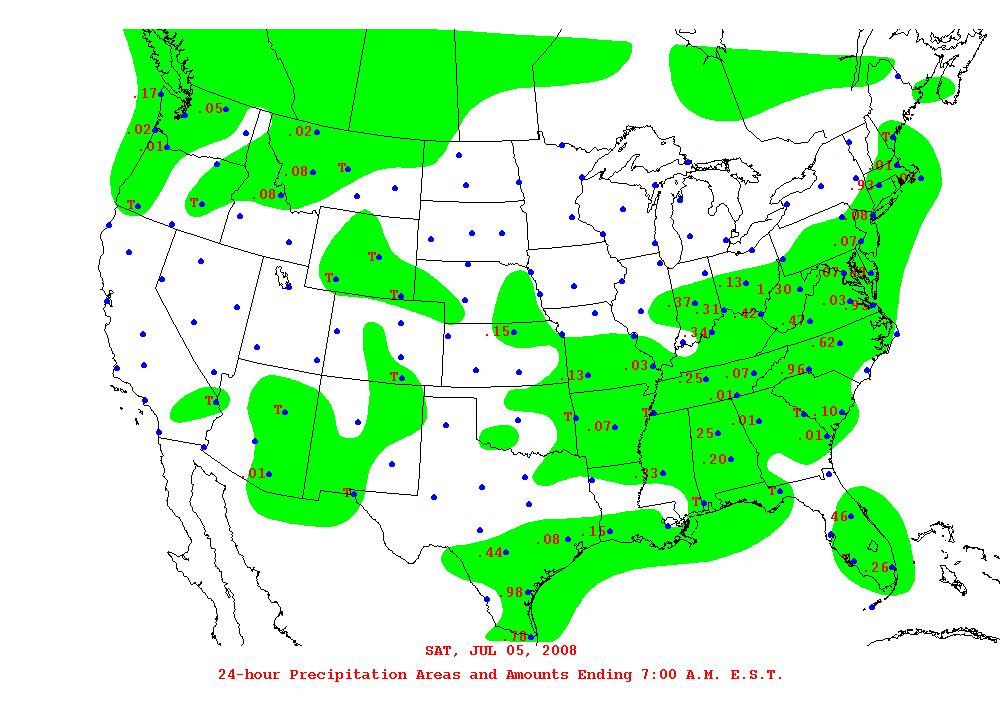 .17
.05
.02
.02
.01
T
.01
.08
T
.93
.08
T
T
.08
.07
T
T
.13
1.30
.07
.37
.31
.42
.47
.03
.15
.34
.62
.13
.03
.25
.07
.96
T
.01
T
T
T
.07
T
.01
T
.10
.25
.01
.20
.01
.33
T
T
T
.46
.08
.15
.44
T
.26
.98
.76
SAT, JUL 05, 2008
24-hour Precipitation Areas and Amounts Ending 7:00 A.M. E.S.T.